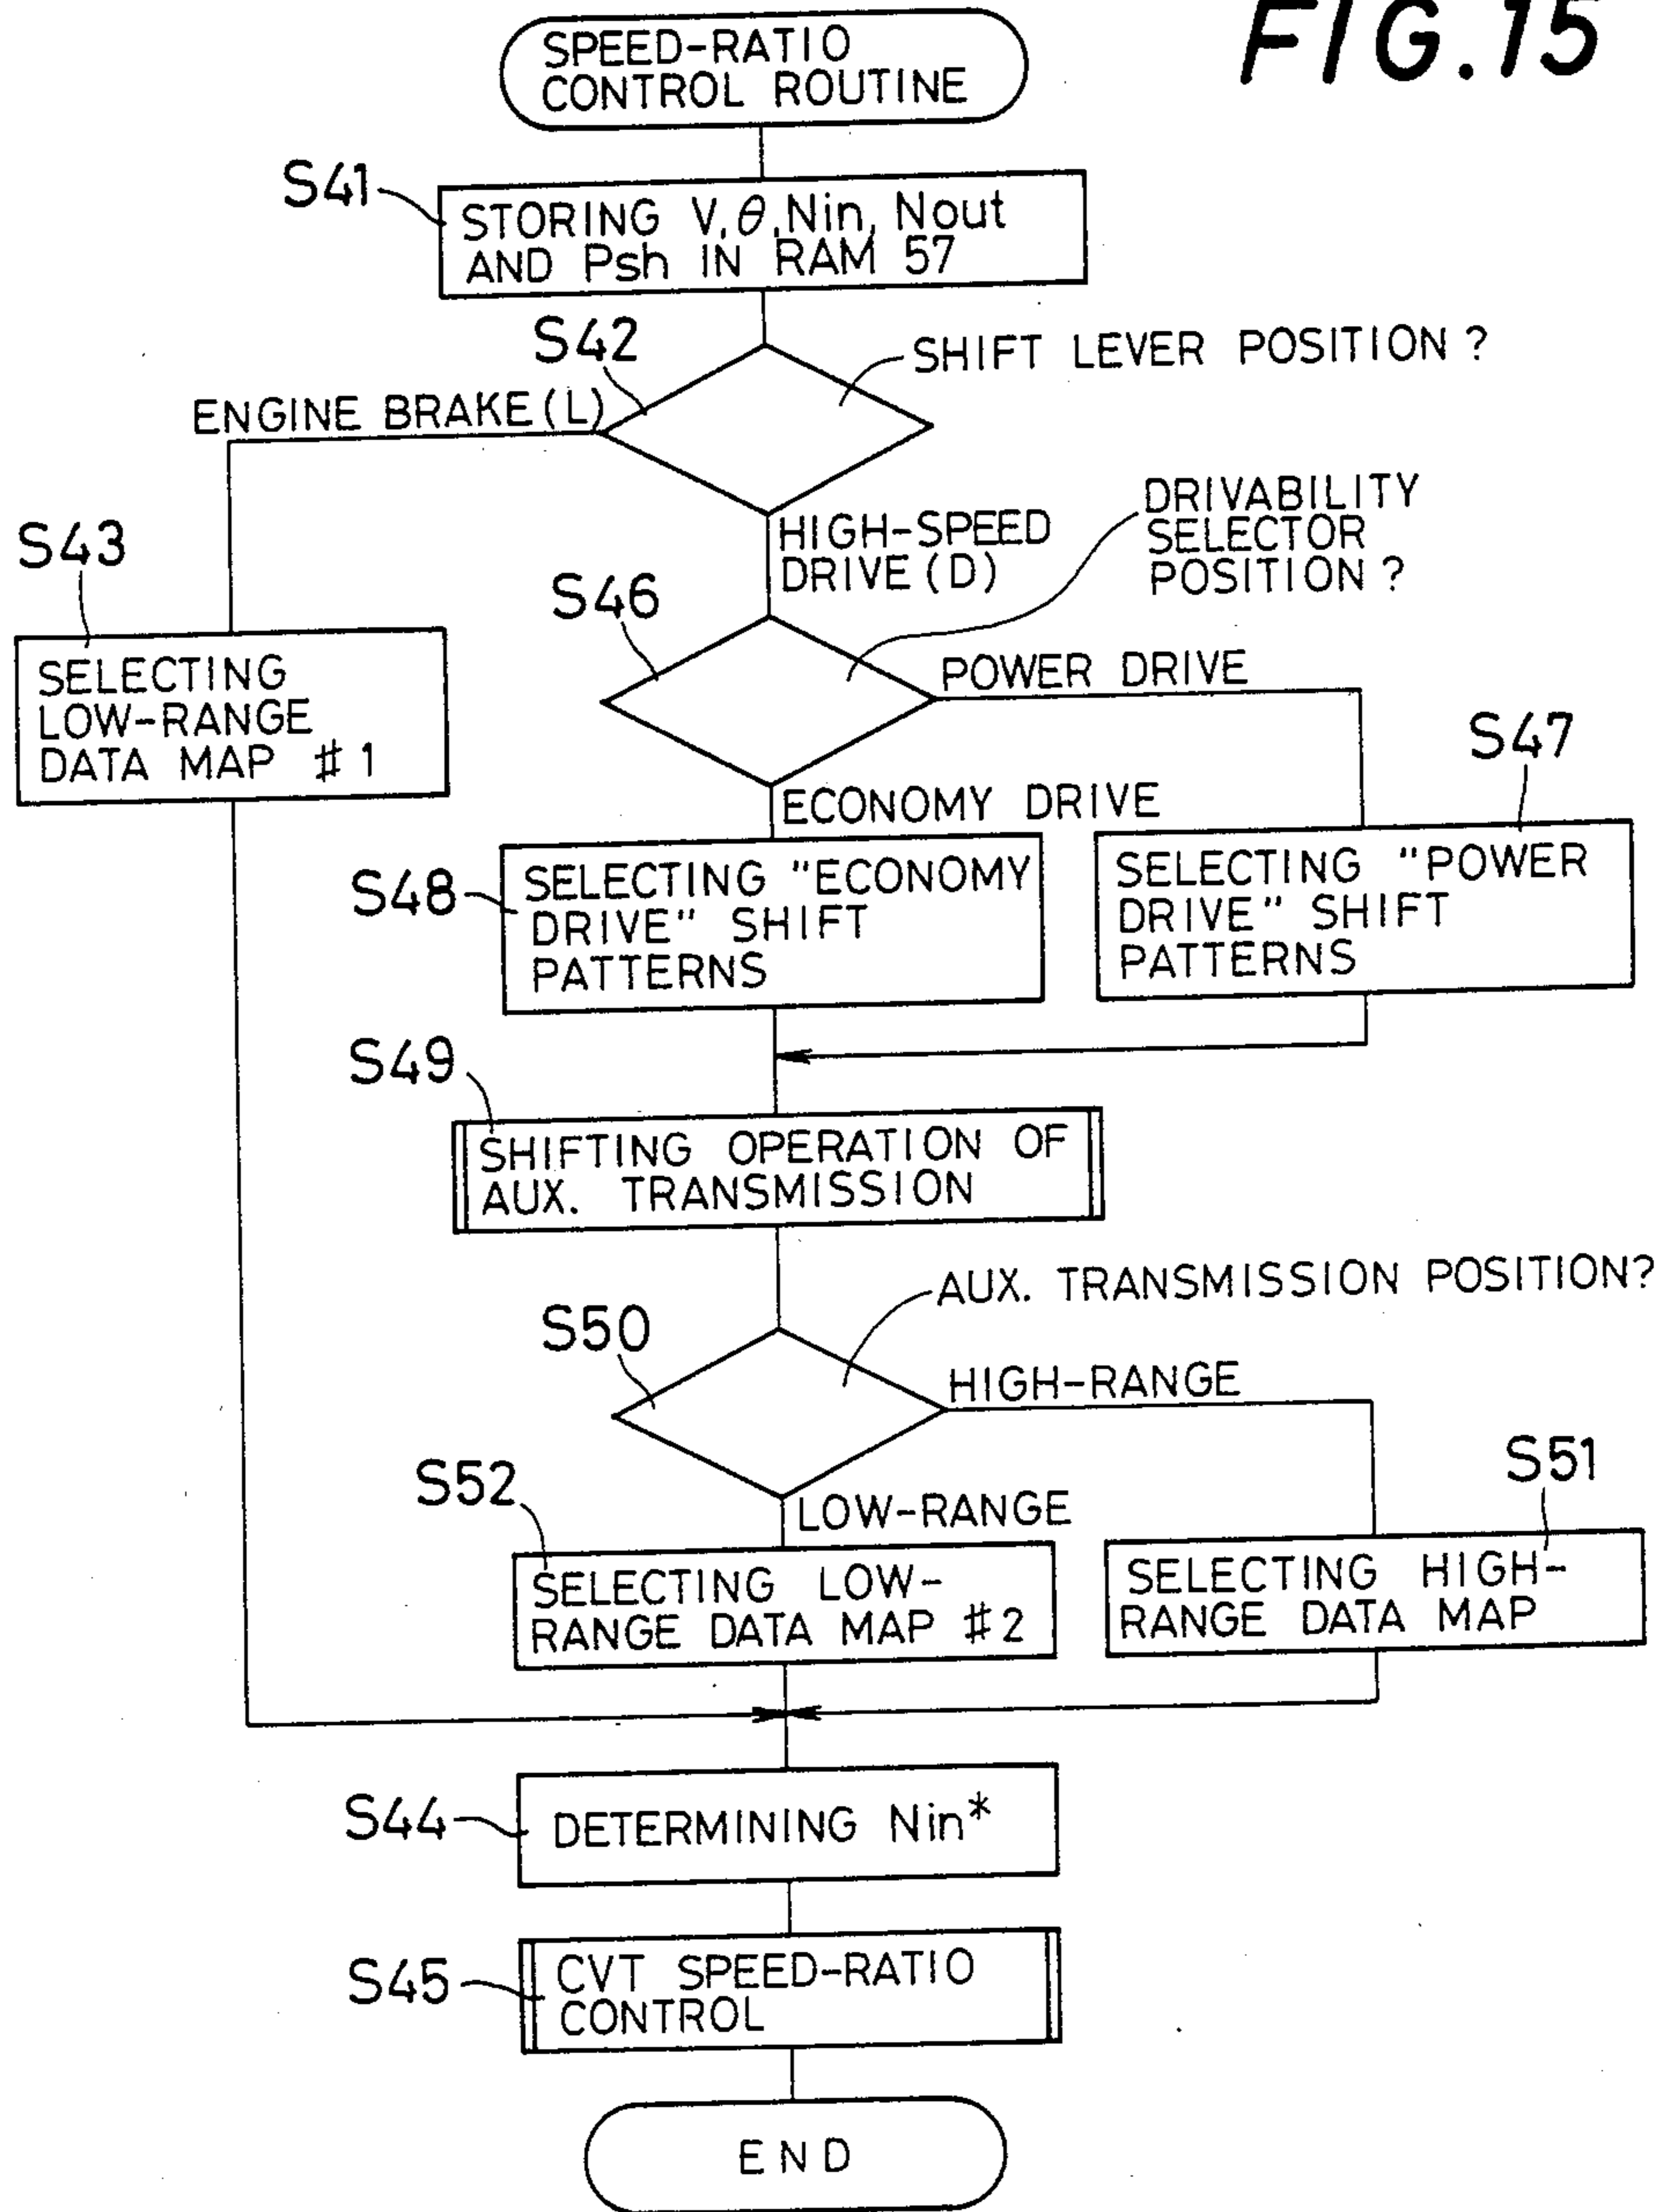 FIG.15
SPEED-RATIO
CONTROL ROUTINE
S41
STORING V,θ,Nin, Nout
AND Psh IN RAM 57
S42
SHIFT LEVER POSITION ?
ENGINE BRAKE(L)
HIGH-SPEED
DRIVE(D)
DRIVABILITY
SELECTOR
POSITION ?
S43
SELECTING
LOW-RANGE
DATA MAP #1
S46
POWER DRIVE
S47
ECONOMY DRIVE
S48
SELECTING "ECONOMY
DRIVE" SHIFT
PATTERNS
SELECTING "POWER
DRIVE" SHIFT
PATTERNS
S49
SHIFTING OPERATION OF
AUX. TRANSMISSION
AUX. TRANSMISSION POSITION?
S50
HIGH-RANGE
S51
S52
LOW-RANGE
SELECTING LOW-
RANGE DATA MAP #2
SELECTING HIGH-
RANGE DATA MAP
S44
DETERMINING Nin*
S45
CVT SPEED-RATIO
CONTROL
END